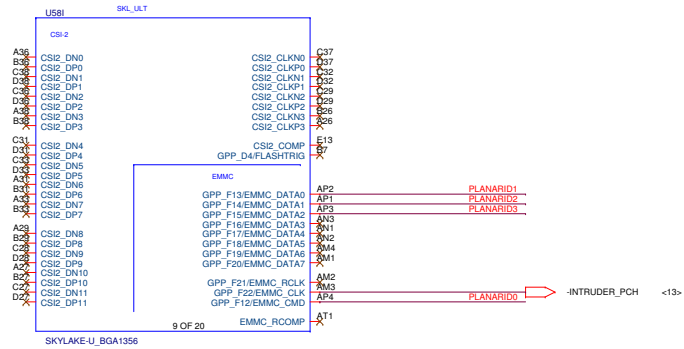 U58I SKL_ULT
CSI-2
A36 CSI2_DN0 CSI2_CLKN0 C37
B36 CSI2_DP0 CSI2_CLKP0 D37
C38 CSI2_DN1 CSI2_CLKN1 C32
D38 CSI2_DP1 CSI2_CLKP1 D32
C36 CSI2_DN2 CSI2_CLKN2 C29
D36 CSI2_DP2 CSI2_CLKP2 D29
A38 CSI2_DN3 CSI2_CLKN3 B26
B38 CSI2_DP3 CSI2_CLKP3 A26
C31 CSI2_DN4 CSI2_COMP E13
D31 CSI2_DP4 GPP_D4/FLASHTRIG B7
C33 CSI2_DN5
D33 CSI2_DP5 EMMC
A31 CSI2_DN6
B31 CSI2_DP6 GPP_F13/EMMC_DATA0 AP2 PLANARID1
A33 CSI2_DN7 GPP_F14/EMMC_DATA1 AP1 PLANARID2
B33 CSI2_DP7 GPP_F15/EMMC_DATA2 AP3 PLANARID3
GPP_F16/EMMC_DATA3 AN3
A29 CSI2_DN8 GPP_F17/EMMC_DATA4 AN1
B29 CSI2_DP8 GPP_F18/EMMC_DATA5 AN2
C28 CSI2_DN9 GPP_F19/EMMC_DATA6 AM4
D28 CSI2_DP9 GPP_F20/EMMC_DATA7 AM1
A27 CSI2_DN10
B27 CSI2_DP10 GPP_F21/EMMC_RCLK AM2
C27 CSI2_DN11 GPP_F22/EMMC_CLK AM3 -INTRUDER_PCH <13>
D27 CSI2_DP11 GPP_F12/EMMC_CMD AP4 PLANARID0
EMMC_RCOMP AT1
9 OF 20
SKYLAKE-U_BGA1356